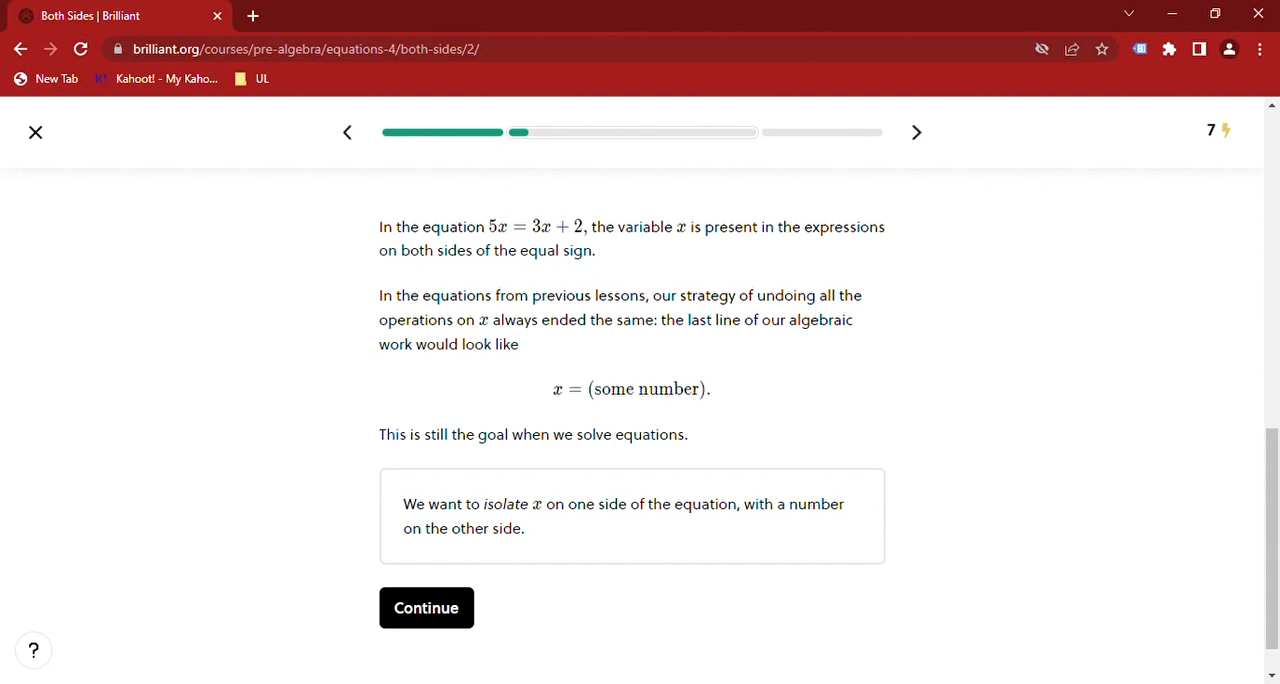 Both Sides | Brilliant
brilliant.org/courses/pre-algebra/equations-4/both-sides/2/
New Tab K! Kahoot! - My Kaho... UL
7
In the equation 5x = 3x + 2, the variable x is present in the expressions
on both sides of the equal sign.
In the equations from previous lessons, our strategy of undoing all the
operations on x always ended the same: the last line of our algebraic
work would look like
x = (some number).
This is still the goal when we solve equations.
We want to isolate x on one side of the equation, with a number
on the other side.
Continue
?